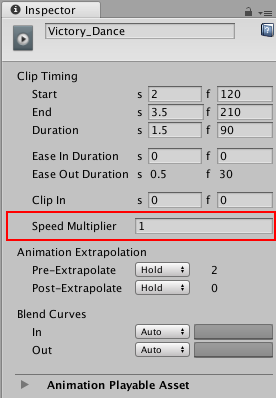 Inspector
Victory_Dance
Clip Timing
Start s 2 f 120
End s 3.5 f 210
Duration s 1.5 f 90
Ease In Duration s 0 f 0
Ease Out Duration s 0.5 f 30
Clip In s 0 f 0
Speed Multiplier 1
Animation Extrapolation
Pre-Extrapolate Hold 2
Post-Extrapolate Hold 0
Blend Curves
In Auto
Out Auto
Animation Playable Asset